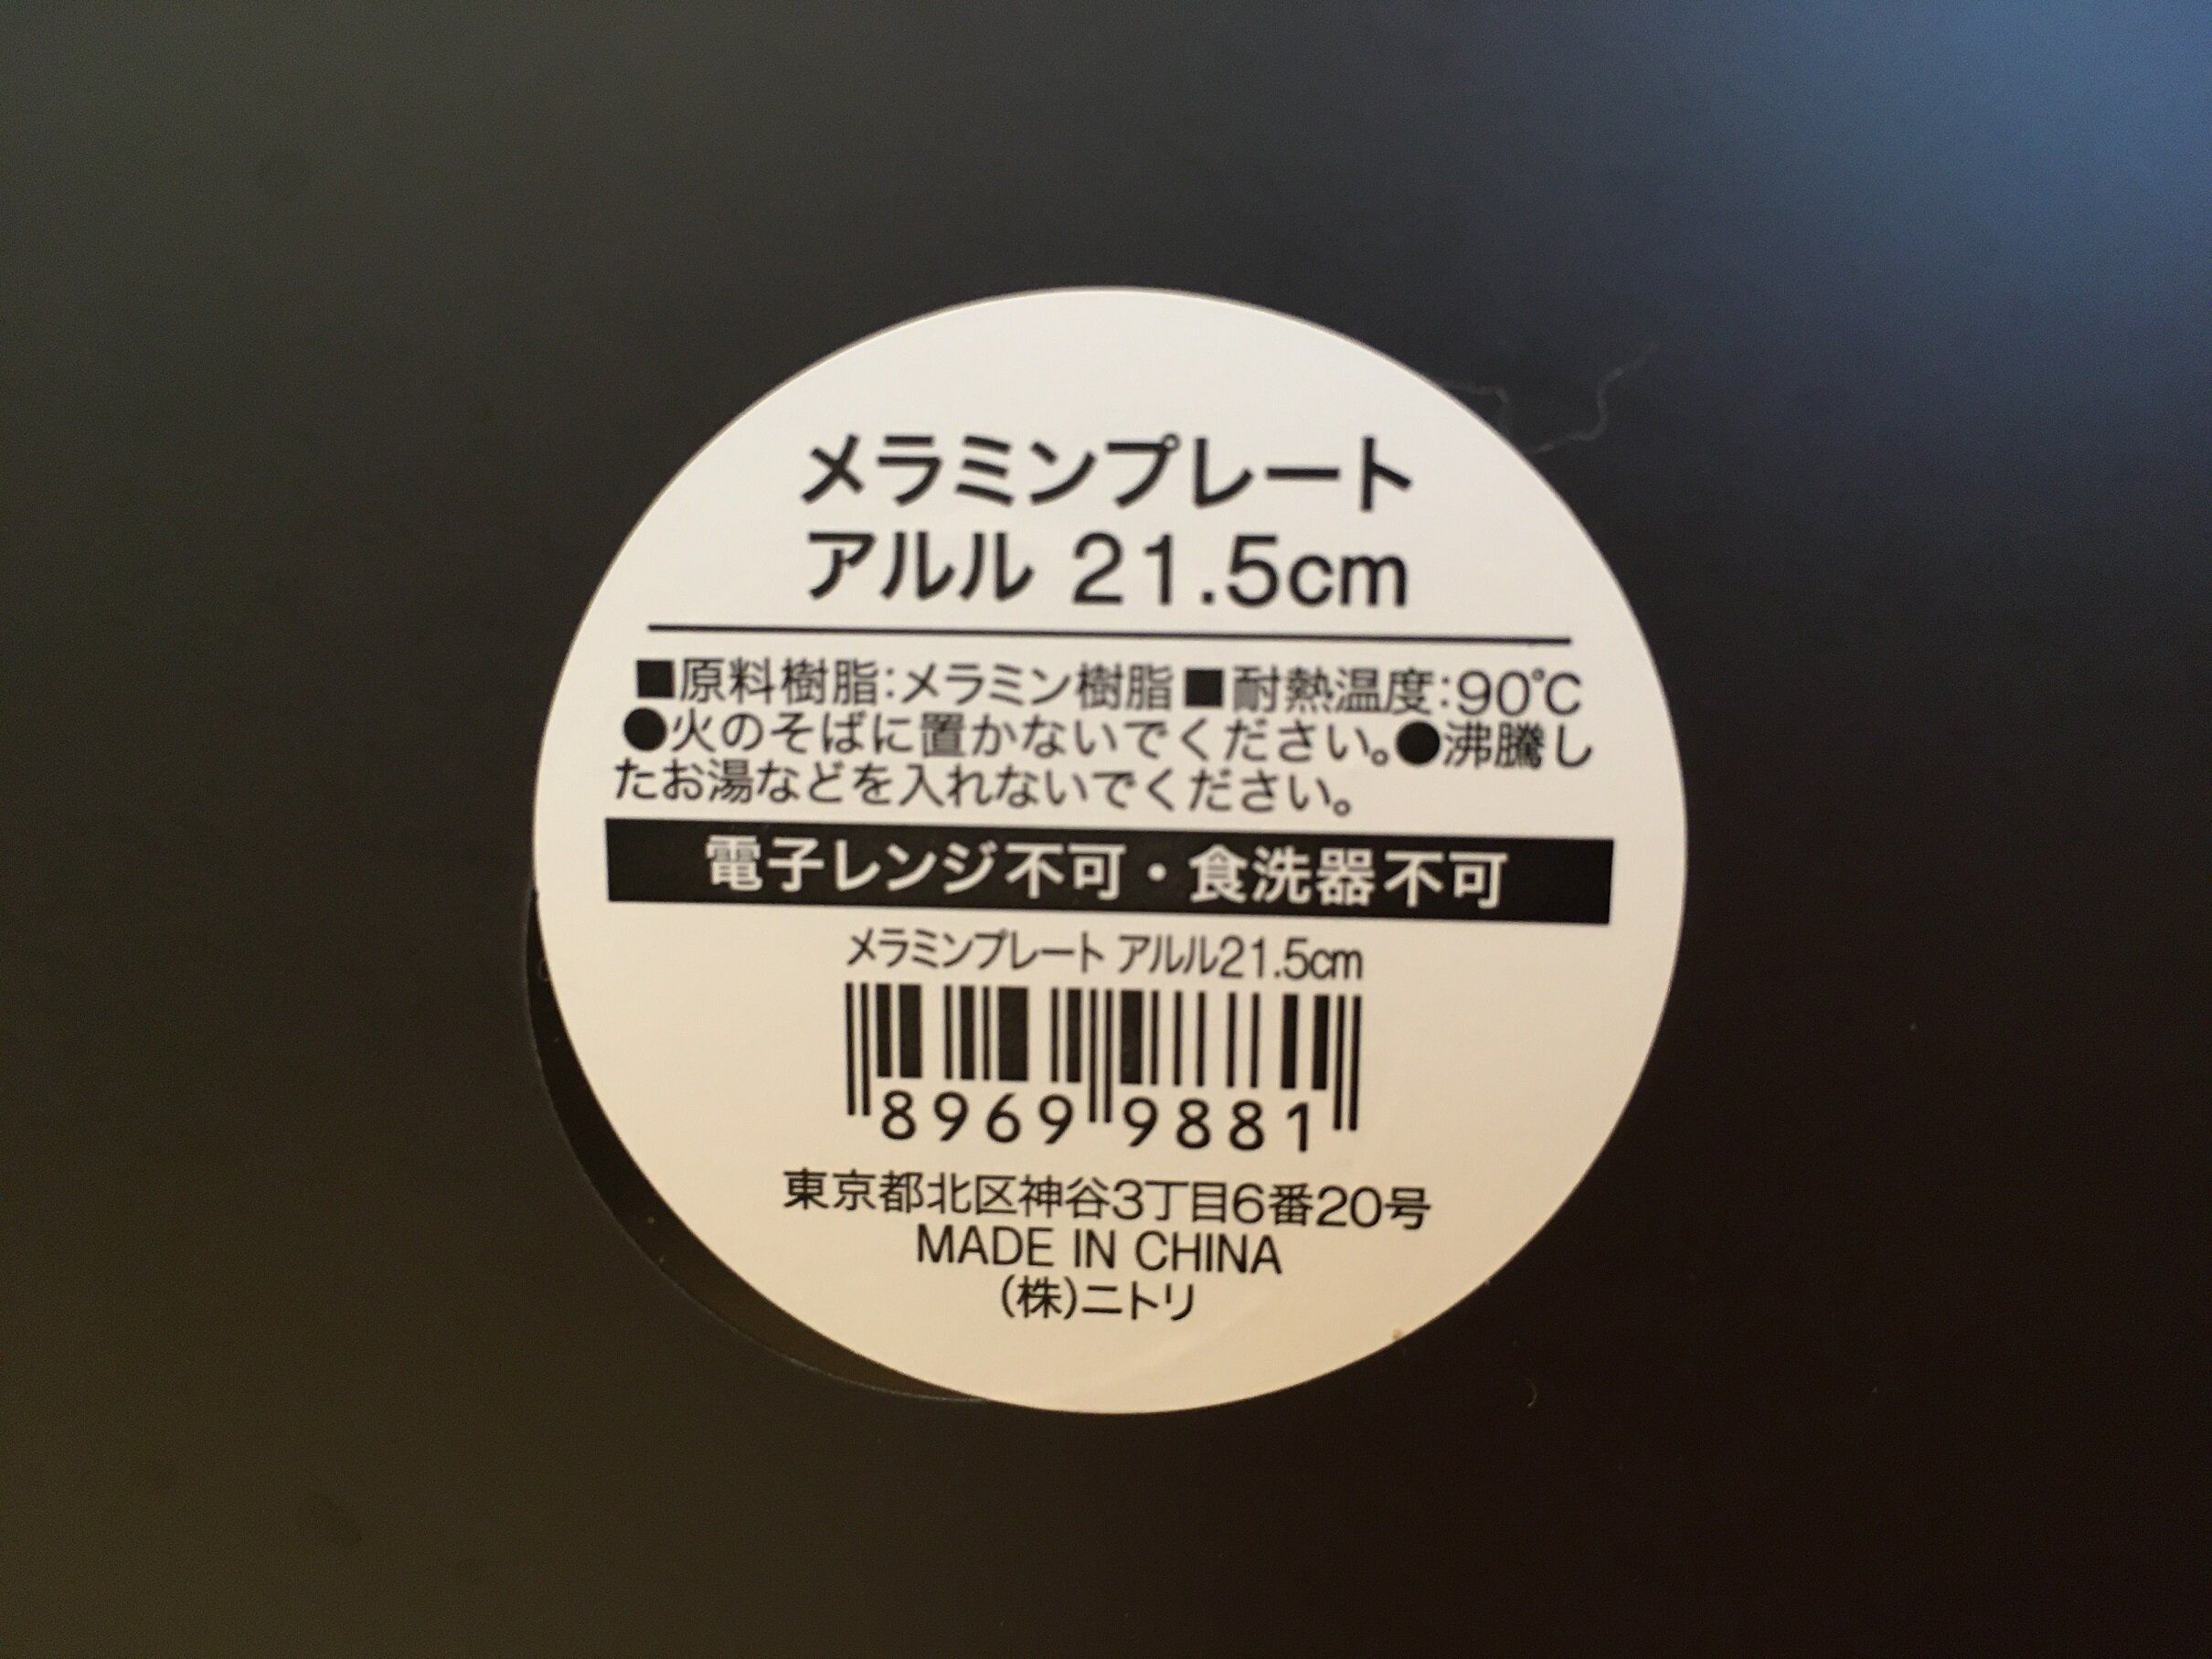 メラミンプレート
アルル 21.5cm
■原料樹脂：メラミン樹脂■耐熱温度：90℃
●火のそばに置かないでください。●沸騰し
たお湯などを入れないでください。
電子レンジ不可・食洗器不可
メラミンプレート アルル21.5cm
8969 9881
東京都北区神谷3丁目6番20号
MADE IN CHINA
(株)ニトリ